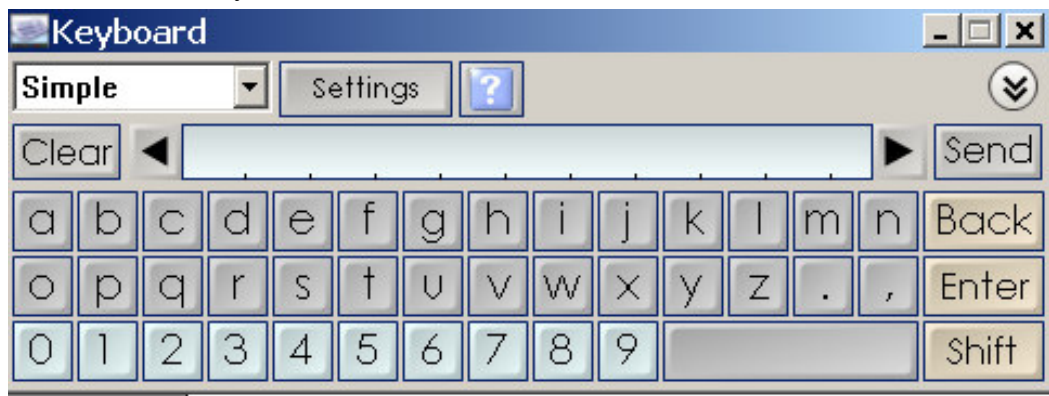 Keyboard
Simple Settings ?
Clear Send
a b c d e f g h i j k l m n Back
o p q r s t u v w x y z . , Enter
0 1 2 3 4 5 6 7 8 9 Shift